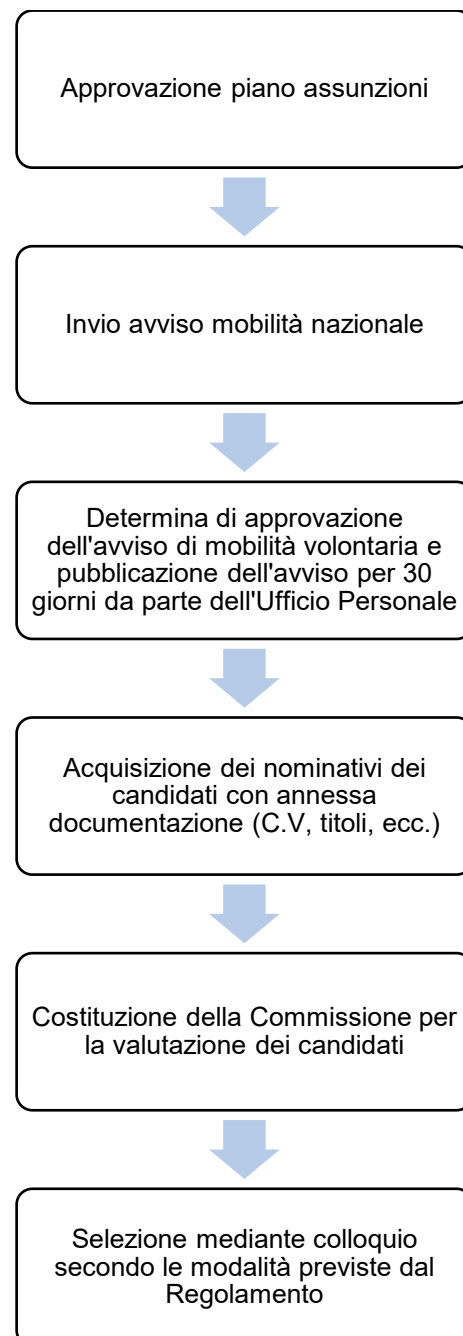 Approvazione piano assunzioni
Invio avviso mobilità nazionale
Determina di approvazione
dell'avviso di mobilità volontaria e
pubblicazione dell'avviso per 30
giorni da parte dell'Ufficio Personale
Acquisizione dei nominativi dei
candidati con annessa
documentazione (C.V, titoli, ecc.)
Costituzione della Commissione per
la valutazione dei candidati
Selezione mediante colloquio
secondo le modalità previste dal
Regolamento